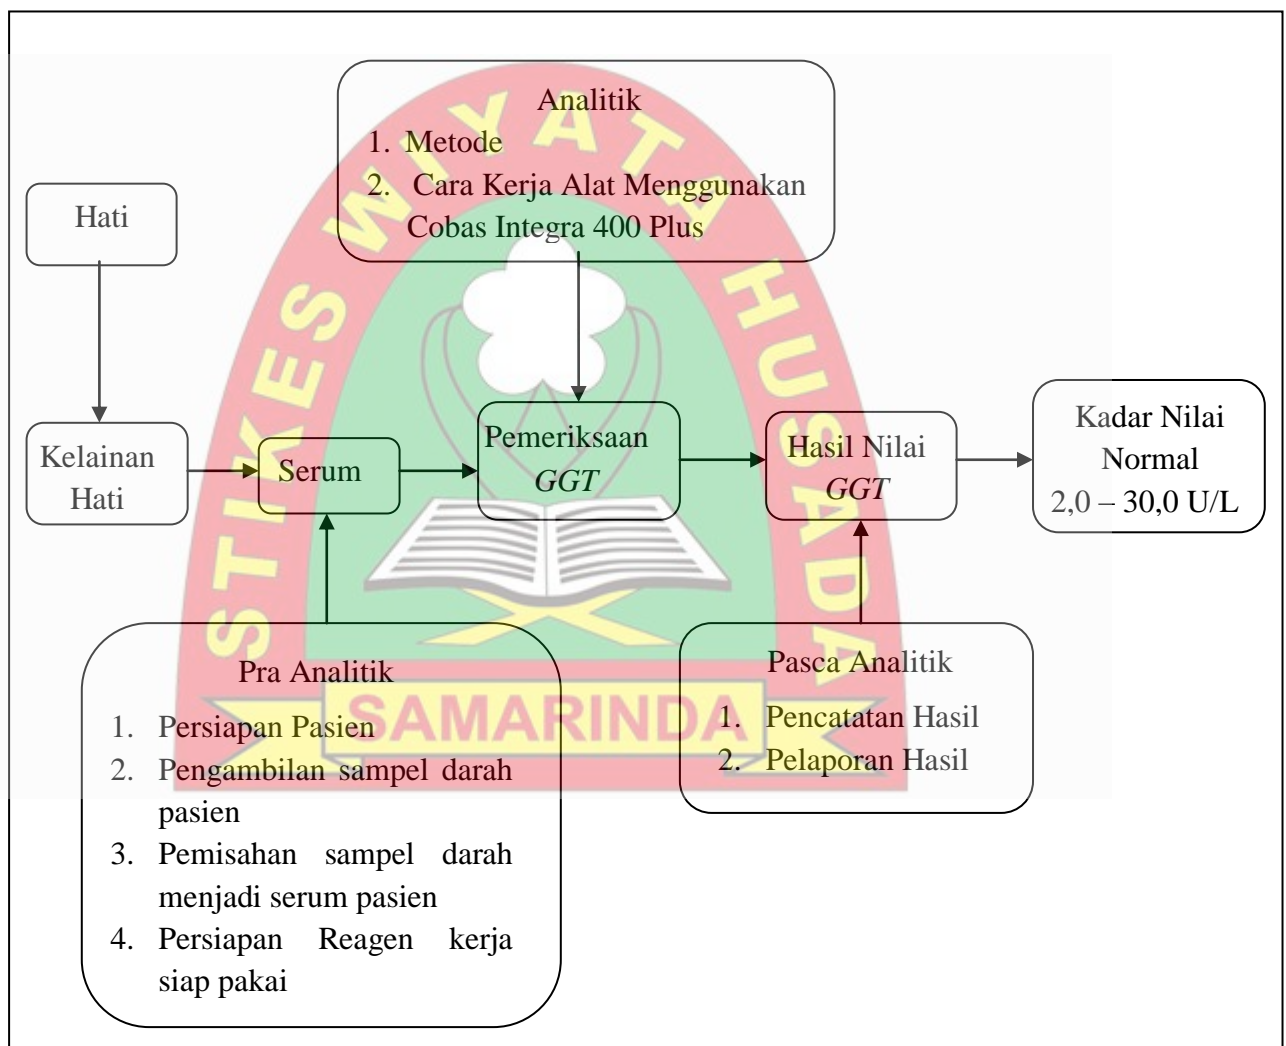 Analitik
1. Metode
2. Cara Kerja Alat Menggunakan
Cobas Integra 400 Plus
Hati
Kelainan
Hati
Serum
Pemeriksaan
GGT
Hasil Nilai
GGT
Kadar Nilai
Normal
2,0 – 30,0 U/L
Pra Analitik
1. Persiapan Pasien
2. Pengambilan sampel darah
pasien
3. Pemisahan sampel darah
menjadi serum pasien
4. Persiapan Reagen kerja
siap pakai
Pasca Analitik
1. Pencatatan Hasil
2. Pelaporan Hasil
STIKES WIYATA HUSADA
SAMARINDA